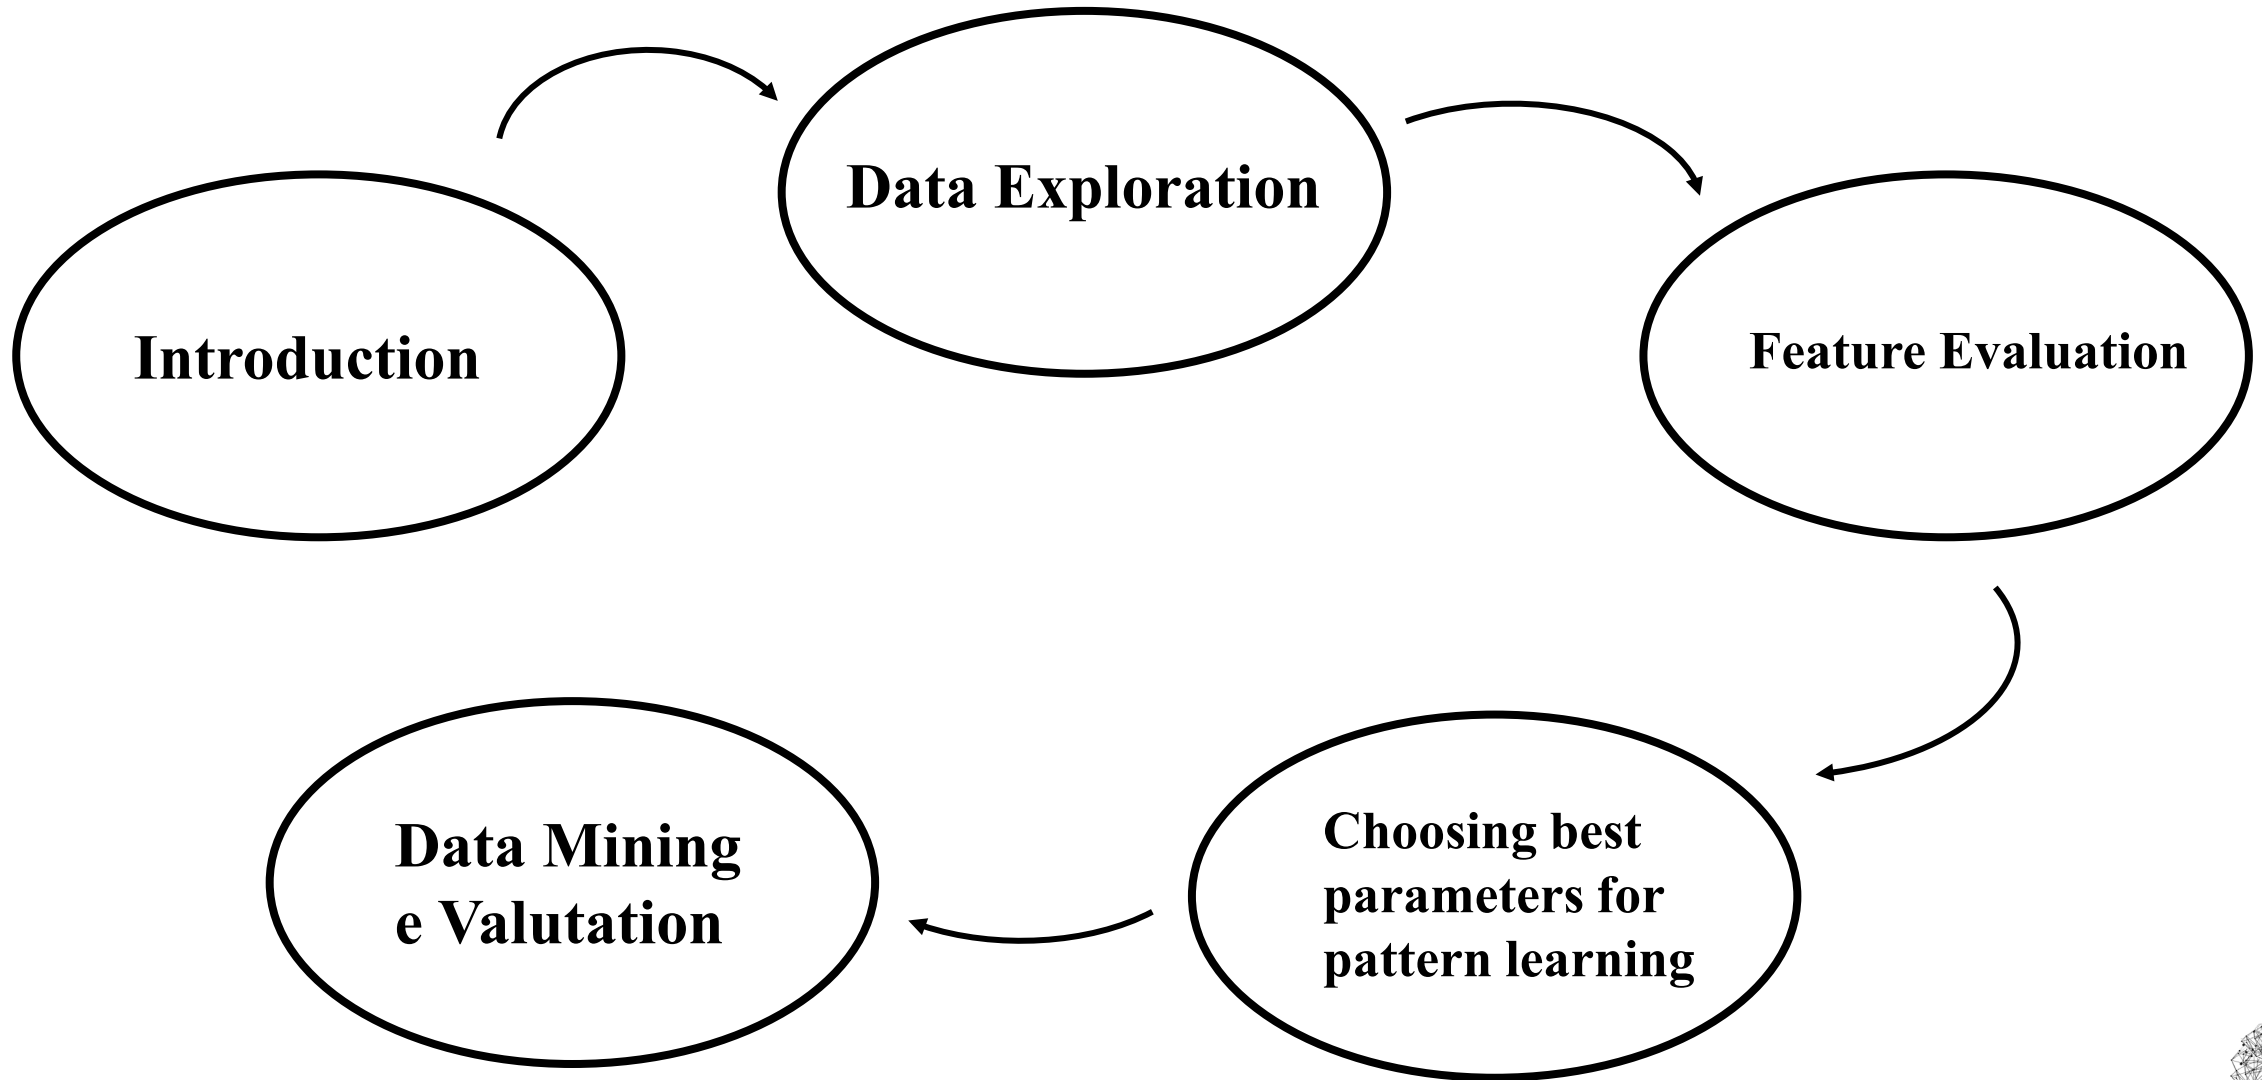 Introduction
Data Exploration
Feature Evaluation
Choosing best
parameters for
pattern learning
Data Mining
e Valutation